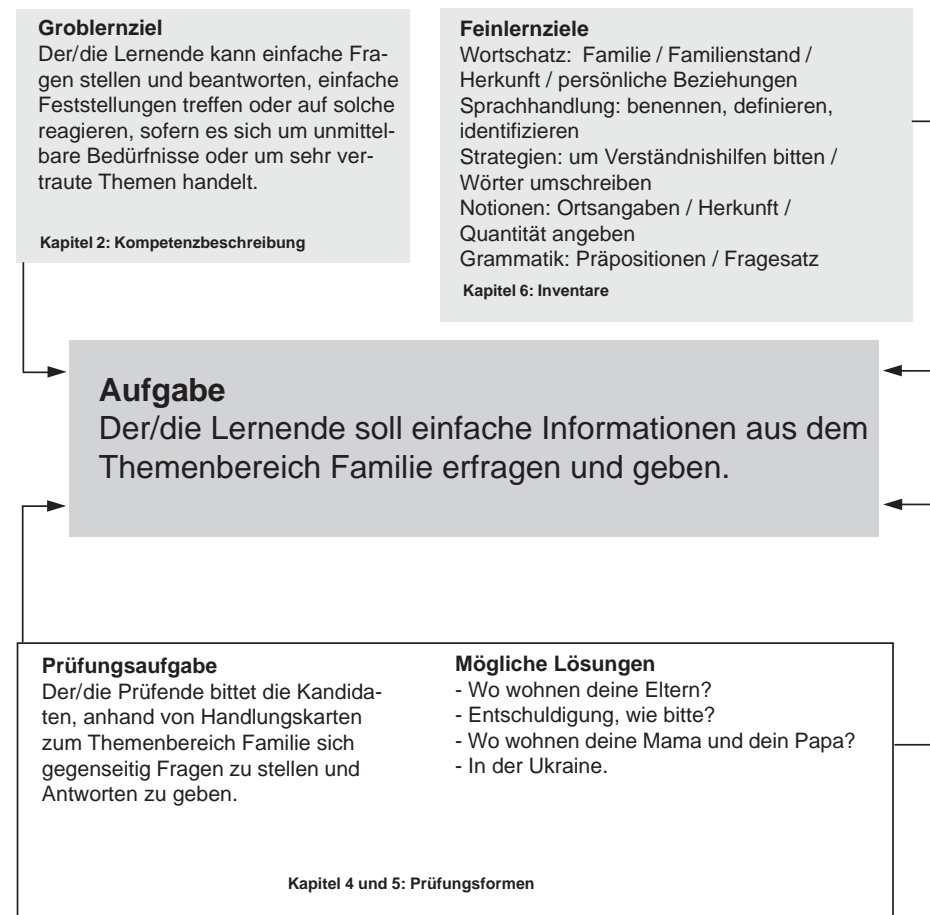 Groblernziel
Der/die Lernende kann einfache Fra-
gen stellen und beantworten, einfache
Feststellungen treffen oder auf solche
reagieren, sofern es sich um unmittel-
bare Bedürfnisse oder um sehr ver-
traute Themen handelt.
Kapitel 2: Kompetenzbeschreibung
Feinlernziele
Wortschatz: Familie / Familienstand /
Herkunft / persönliche Beziehungen
Sprachhandlung: benennen, definieren,
identifizieren
Strategien: um Verständnishilfen bitten /
Wörter umschreiben
Notionen: Ortsangaben / Herkunft /
Quantität angeben
Grammatik: Präpositionen / Fragesatz
Kapitel 6: Inventare
Aufgabe
Der/die Lernende soll einfache Informationen aus dem
Themenbereich Familie erfragen und geben.
Prüfungsaufgabe
Der/die Prüfende bittet die Kandida-
ten, anhand von Handlungskarten
zum Themenbereich Familie sich
gegenseitig Fragen zu stellen und
Antworten zu geben.
Mögliche Lösungen
- Wo wohnen deine Eltern?
- Entschuldigung, wie bitte?
- Wo wohnen deine Mama und dein Papa?
- In der Ukraine.
Kapitel 4 und 5: Prüfungsformen